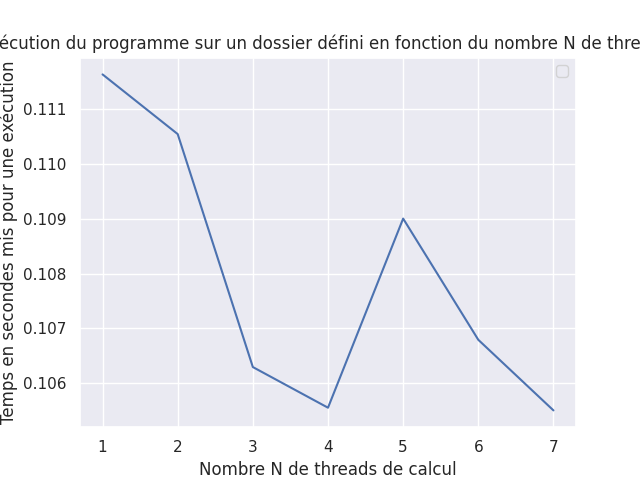 écution du programme sur un dossier défini en fonction du nombre N de thre
Temps en secondes mis pour une exécution
0.111
0.110
0.109
0.108
0.107
0.106
1 2 3 4 5 6 7
Nombre N de threads de calcul